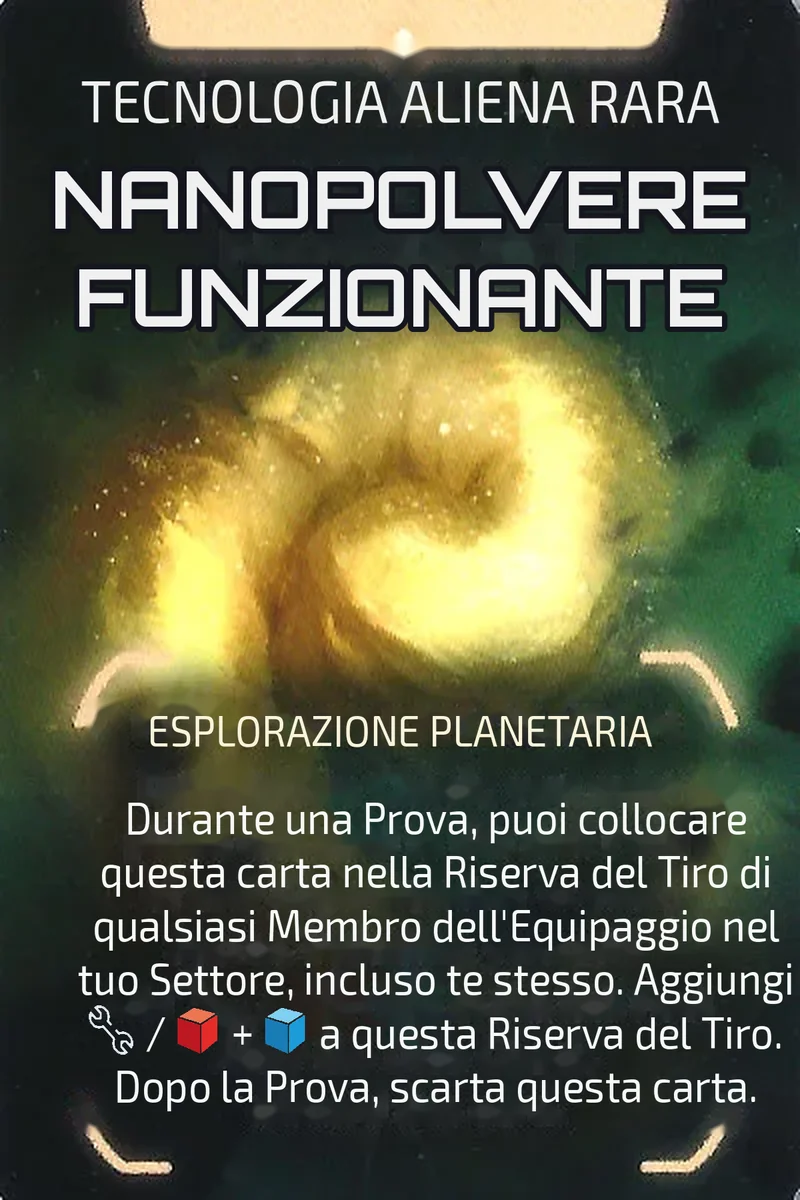 TECNOLOGIA ALIENA RARA
NANOPOLVERE
FUNZIONANTE
ESPLORAZIONE PLANETARIA
Durante una Prova, puoi collocare
questa carta nella Riserva del Tiro di
qualsiasi Membro dell'Equipaggio nel
tuo Settore, incluso te stesso. Aggiungi
/ + a questa Riserva del Tiro.
Dopo la Prova, scarta questa carta.